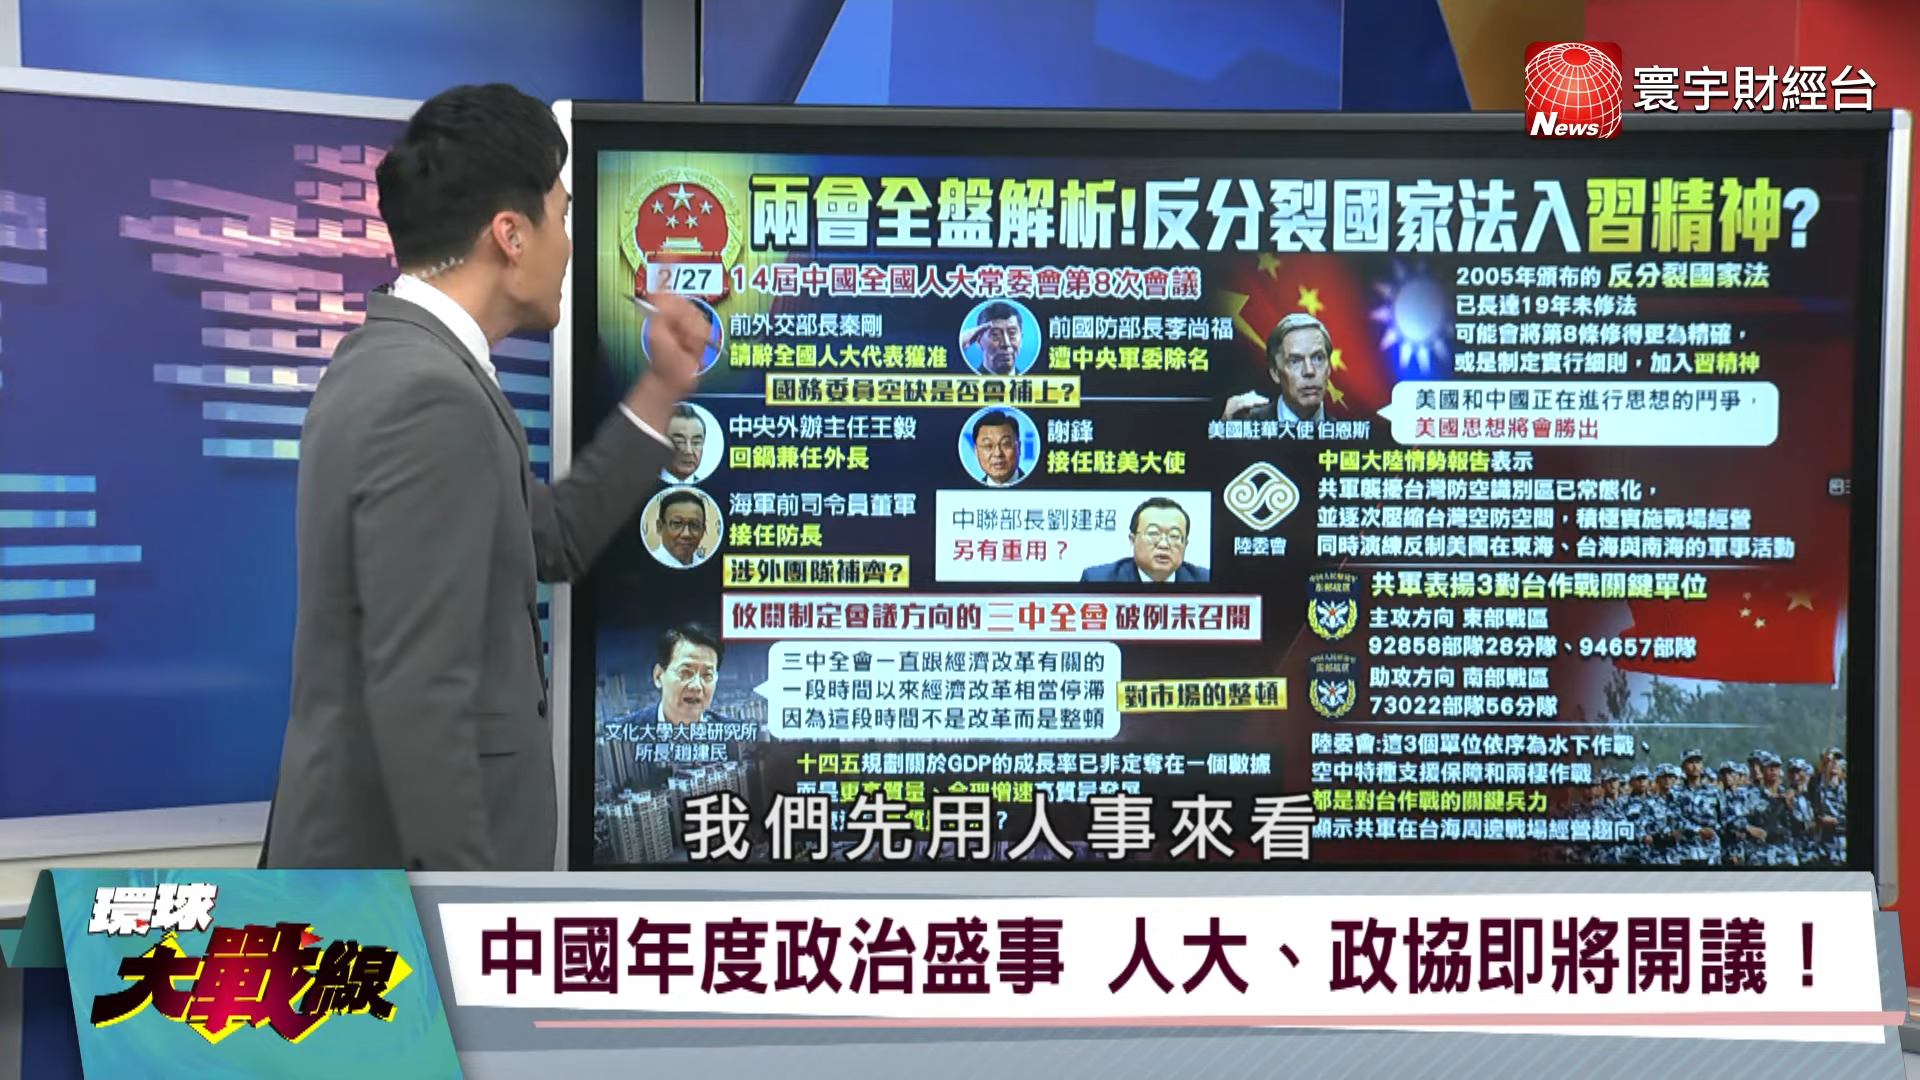 News 寰宇財經台
兩會全盤解析!反分裂國家法入習精神?
2/27 14屆中國全國人大常委會第8次會議
前外交部長秦剛
請辭全國人大代表獲准
前國防部長李尚福
遭中央軍委除名
國務委員空缺是否會補上?
中央外辦主任王毅
回鍋兼任外長
謝鋒
接任駐美大使
海軍前司令員董軍
接任防長
中聯部長劉建超
另有重用?
涉外團隊補齊?
攸關制定會議方向的三中全會破例未召開
三中全會一直跟經濟改革有關的
一段時間以來經濟改革相當停滯
因為這段時間不是改革而是整頓
對市場的整頓
文化大學大陸研究所
所長 趙建民
十四五規劃關於GDP的成長率已非定奪在一個數據
2005年頒布的 反分裂國家法
已長達19年未修法
可能會將第8條修得更為精確,
或是制定實行細則,加入習精神
美國和中國正在進行思想的鬥爭,
美國思想將會勝出
美國駐華大使 伯恩斯
中國大陸情勢報告表示
共軍襲擾台灣防空識別區已常態化,
並逐次壓縮台灣空防空間,積極實施戰場經營
同時演練反制美國在東海、台海與南海的軍事活動
陸委會
共軍表揚3對台作戰關鍵單位
主攻方向 東部戰區
92858部隊28分隊、94657部隊
助攻方向 南部戰區
73022部隊56分隊
陸委會:這3個單位依序為水下作戰、
空中特種支援保障和兩棲作戰
都是對台作戰的關鍵兵力
顯示共軍在台海周邊戰場經營趨向
我們先用人事來看
環球
大戰線
中國年度政治盛事 人大、政協即將開議!